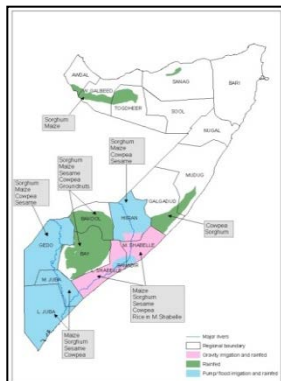 AWDAL
W. GALBEED
TOGDHEER
SANAG
BARI
SOOL
NUGAL
Sorghum
Maize
Sorghum
Maize
Sesame
Cowpea
Groundnuts
Sorghum
Maize
Cowpea
Sesame
MUDUG
Sorghum
Maize
Cowpea
Sesame
GALGADUD
BAKOOL
HIRAN
Cowpea
Sorghum
GEDO
BAY
M. SHABELLE
L. SHABELLE
M. JUBA
L. JUBA
Maize
Sorghum
Sesame
Cowpea
Rice in M. Shabelle
Maize
Sorghum
Sesame
Cowpea
Major rivers
Regional boundary
Gravity irrigation and rainfed
Rainfed
Pump/flood irrigation and rainfed